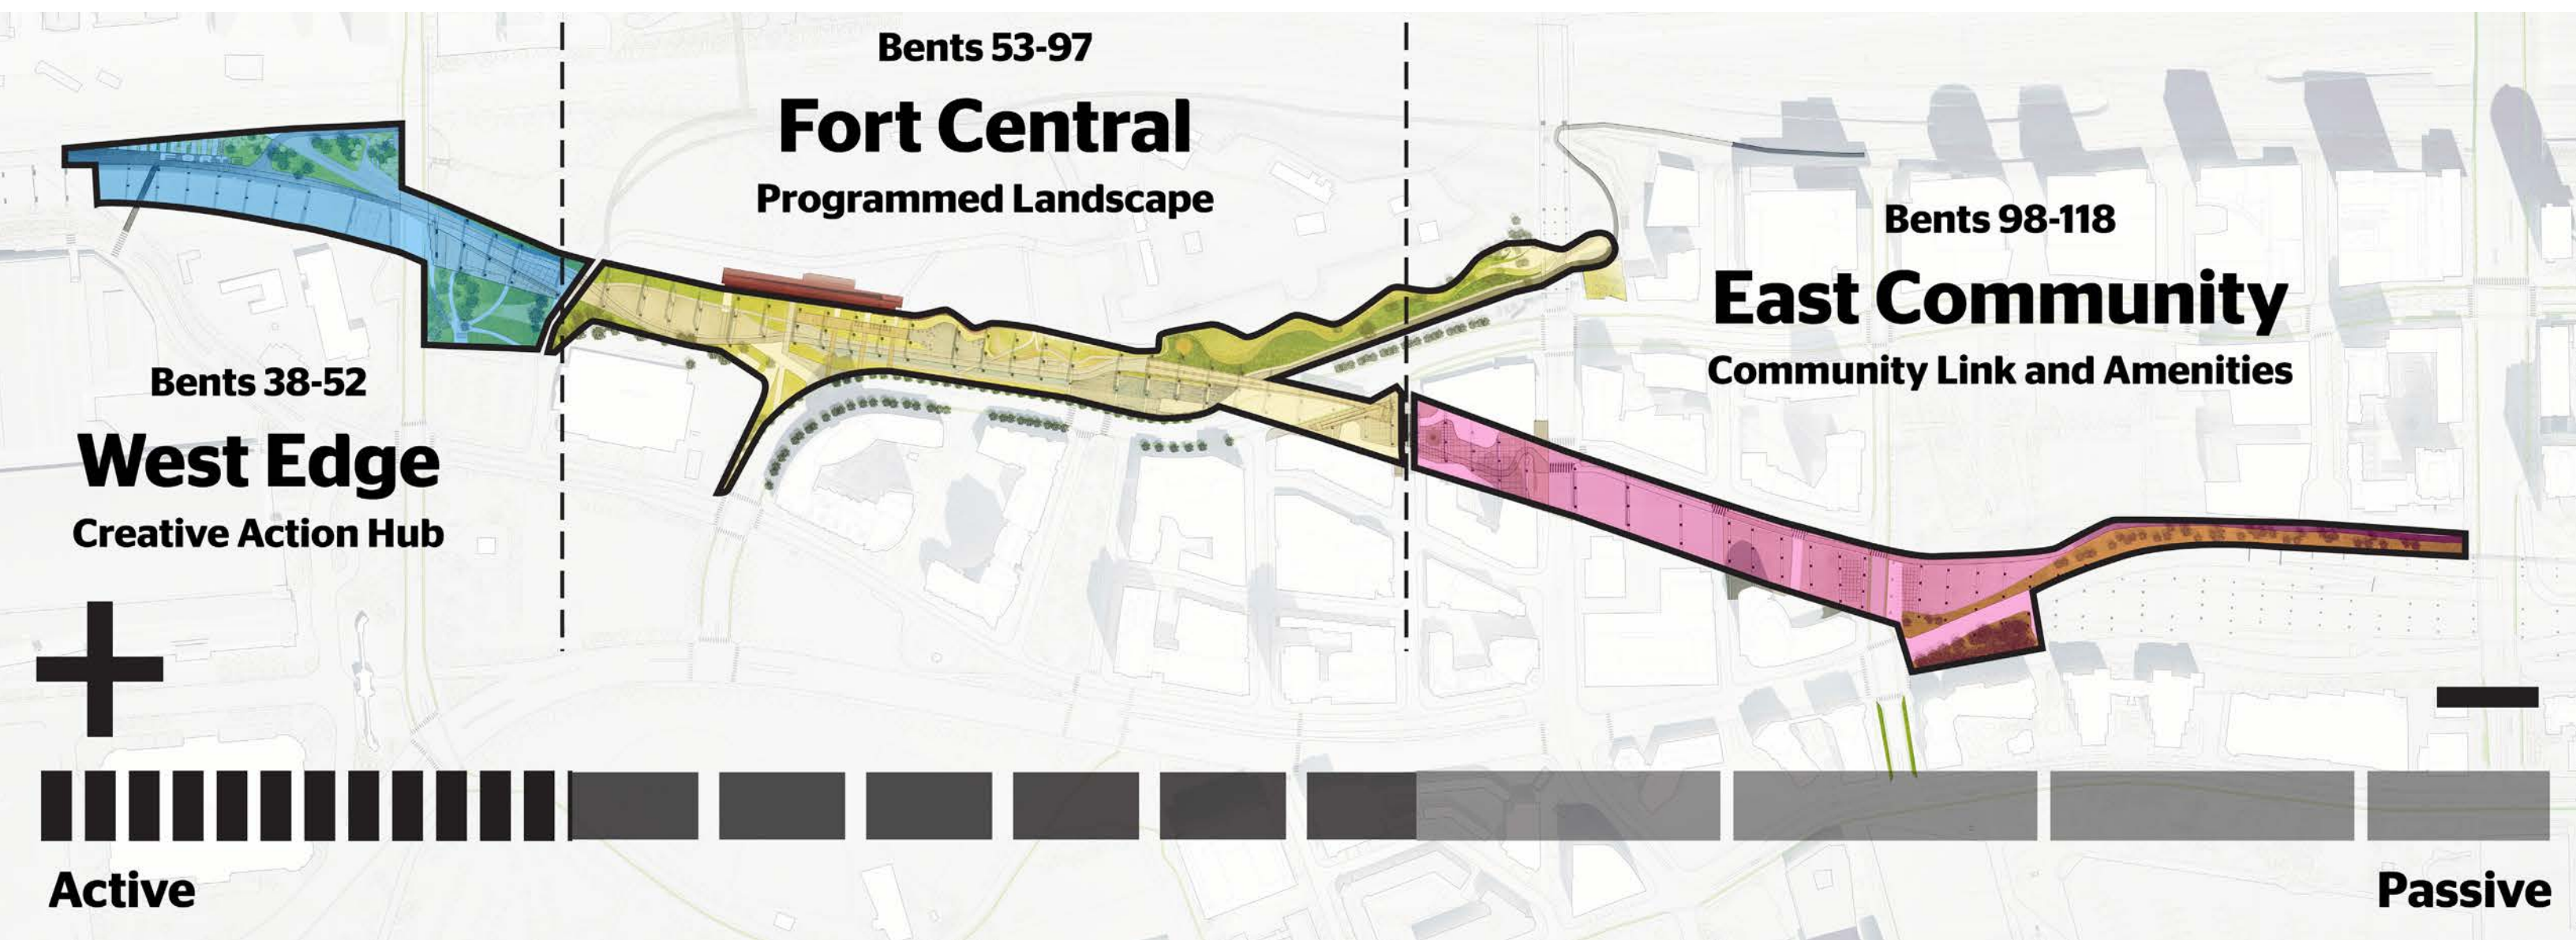 Bents 53-97
Fort Central
Programmed Landscape
Bents 98-118
East Community
Community Link and Amenities
Bents 38-52
West Edge
Creative Action Hub
+
–
Active
Passive